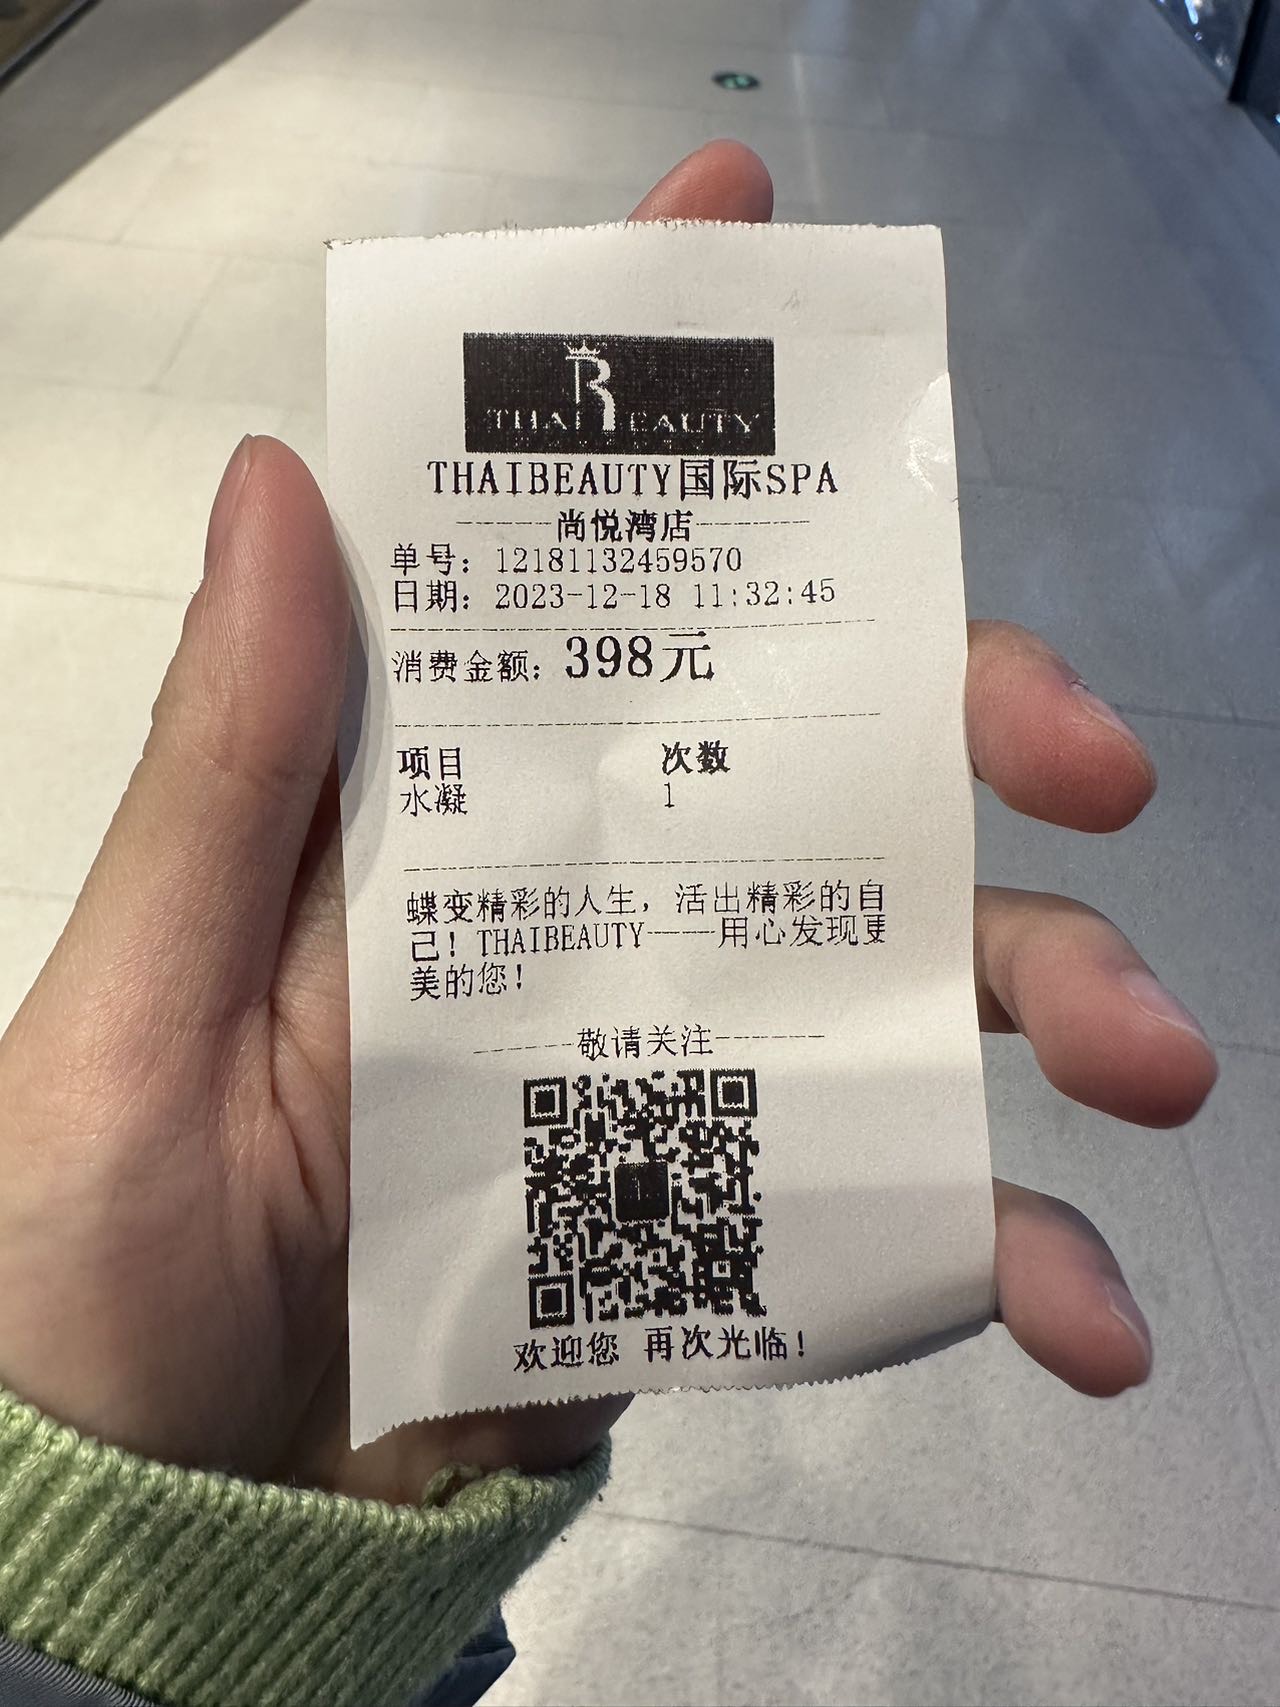 THAI BEAUTY
THAIBEAUTY国际SPA
------尚悦湾店------
单号：12181132459570
日期：2023-12-18 11:32:45
消费金额：398元
项目 次数
水凝 1
蝶变精彩的人生，活出精彩的自
己！THAIBEAUTY——用心发现更
美的您！
------敬请关注------
欢迎您 再次光临！